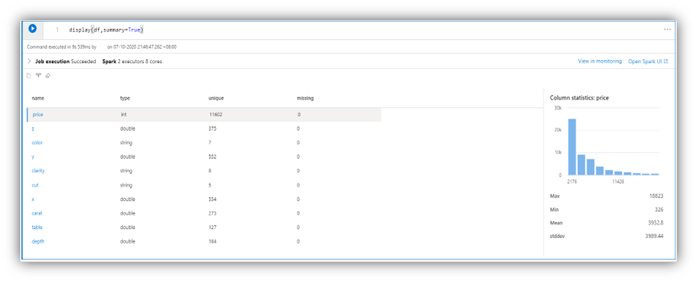 1 display(df,summary=True)
Command executed in 9s 339ms by on 07-10-2020 21:46:47.262 +08:00
Job execution Succeeded Spark 2 executors 8 cores View in monitoring Open Spark UI
name type unique missing
price int 11602 0
z double 375 0
color string 7 0
y double 552 0
clarity string 8 0
cut string 5 0
x double 554 0
carat double 273 0
table double 127 0
depth double 184 0
Column statistics: price
30k
20k
10k
0
2176 11426
Max 18823
Min 326
Mean 3932.8
stddev 3989.44